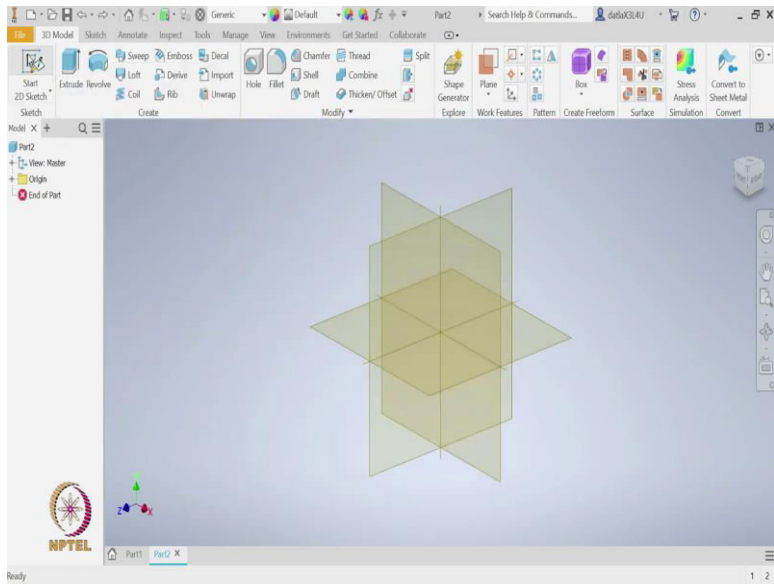 Generic Default Part2 Search Help & Commands... datlaX3L4U
File 3D Model Sketch Annotate Inspect Tools Manage View Environments Get Started Collaborate
Start 2D Sketch Extrude Revolve Sweep Emboss Decal Loft Derive Import Coil Rib Unwrap Hole Fillet Chamfer Thread Split Shell Combine Draft Thicken/ Offset Shape Generator Plane Box Stress Analysis Convert to Sheet Metal
Sketch Create Modify Explore Work Features Pattern Create Freeform Surface Simulation Convert
Model X +
Part2
View: Master
Origin
End of Part
Z X
NPTEL
Part1 Part2 X
Ready 1 2